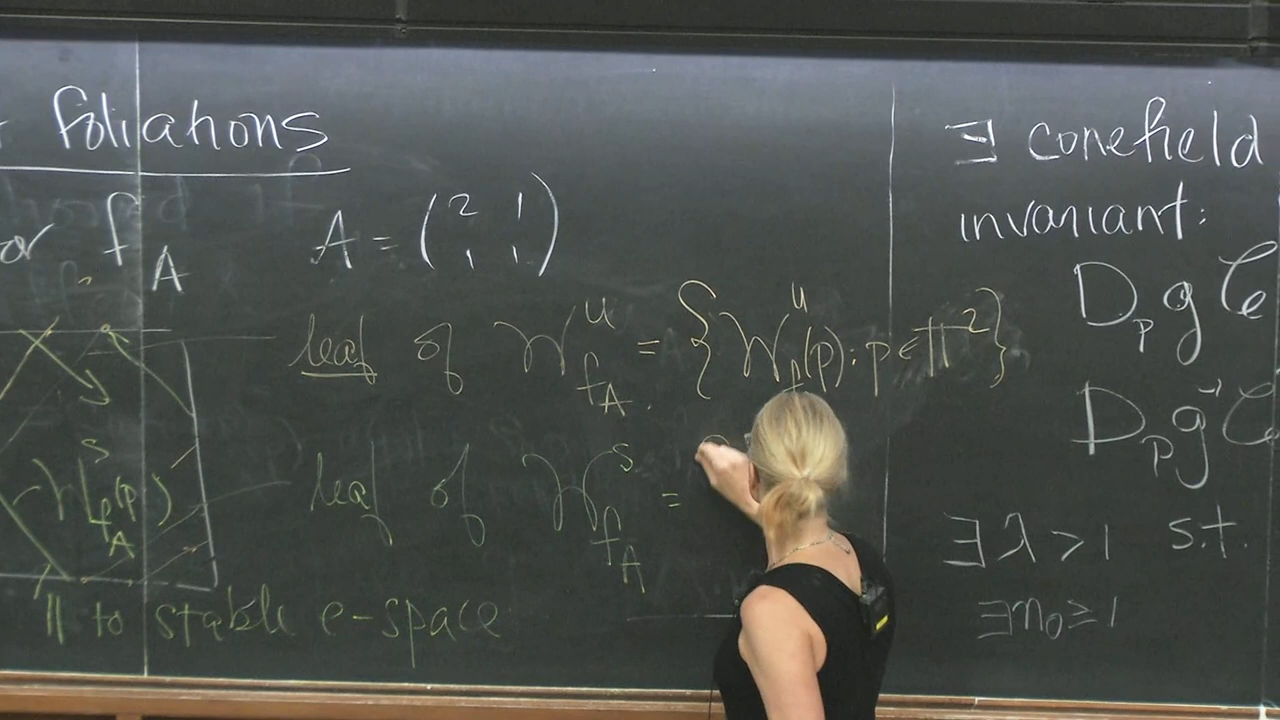 foliations
or f_A A = (2 1
1 1)
leaf of W^u_{f_A} = {W^u_f(p): p ∈ 𝕋^2}
leaf of W^s_{f_A} =
W^s_{f_A}(p)
|| to stable e-space
∃ conefield
invariant:
D_p g C
D_p g^{-1} C
∃ λ > 1 s.t.
∃ n_0 ≥ 1